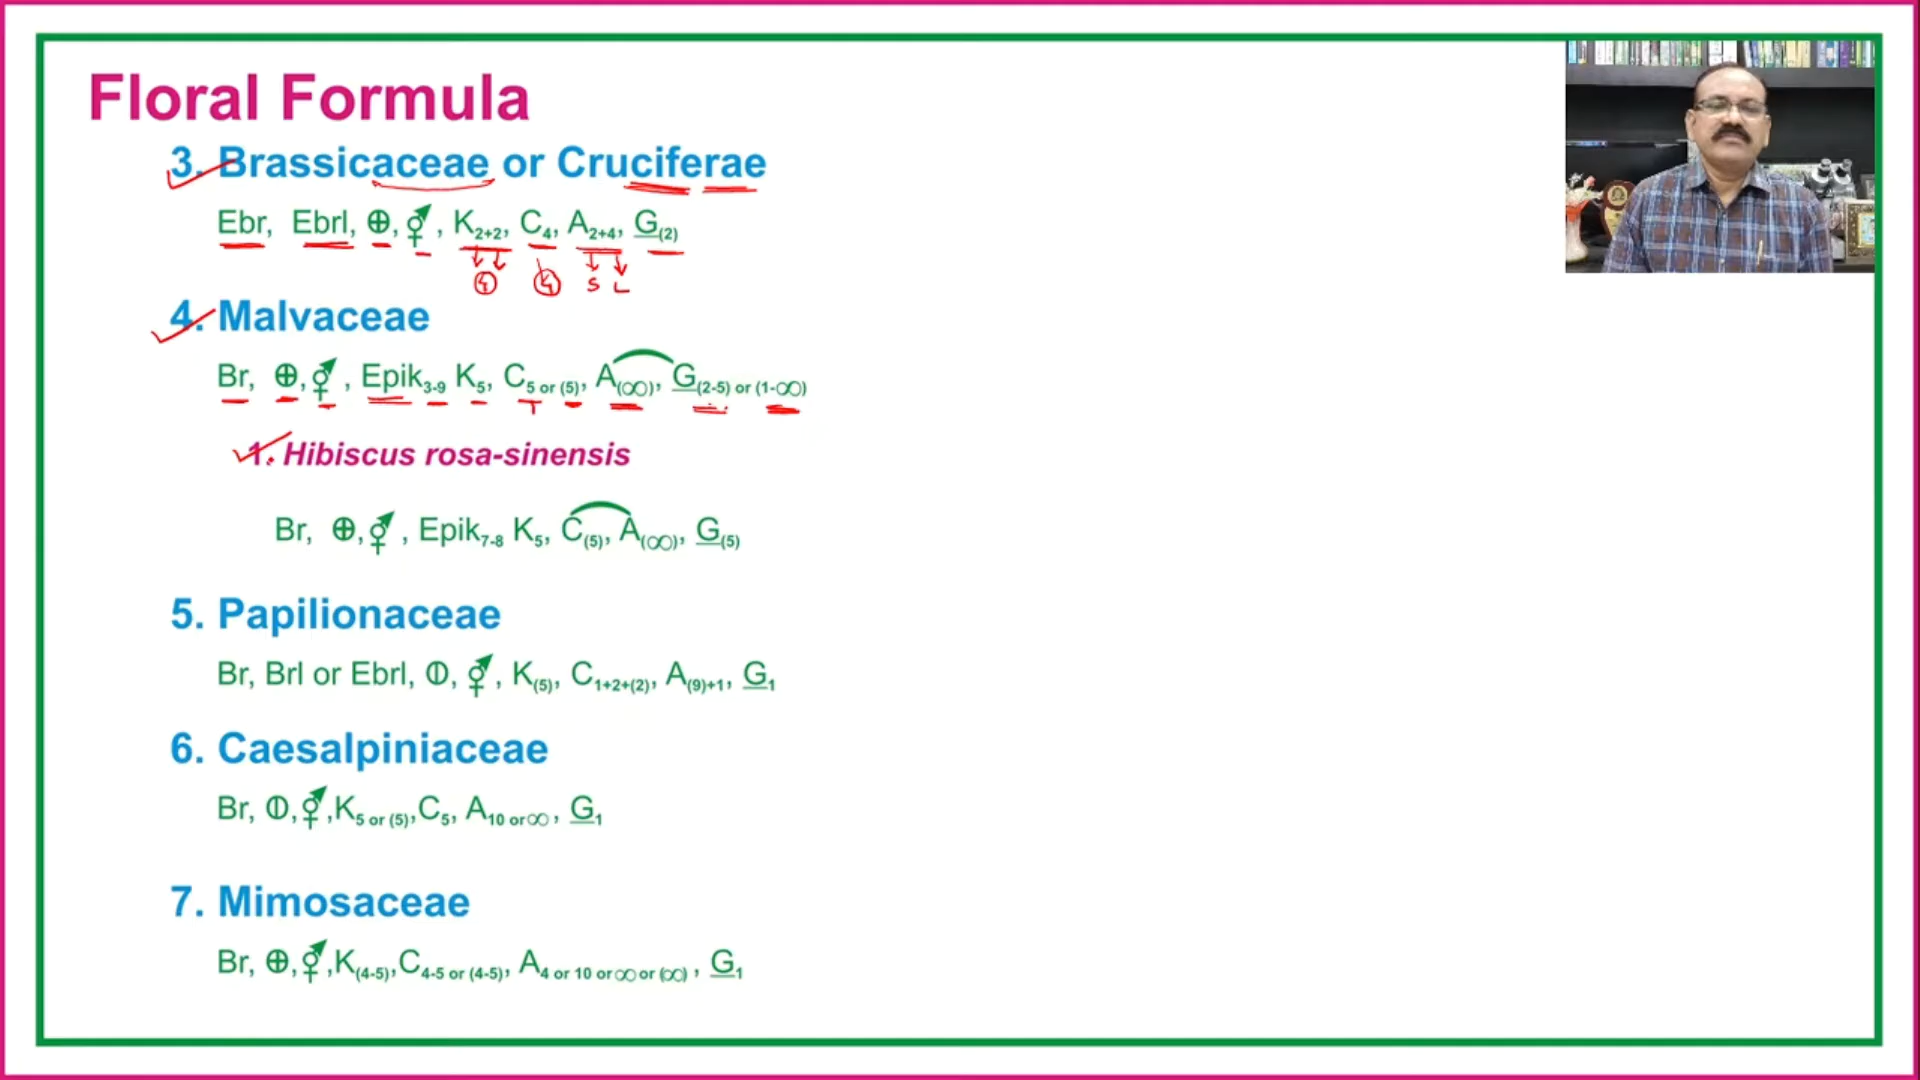 Floral Formula
3. Brassicaceae or Cruciferae
Ebr, Ebrl, ⊕, ⚥, K2+2, C4, A2+4, G(2)
4 4 S L
4. Malvaceae
Br, ⊕, ⚥, Epik3-9 K5, C5 or (5), A(∞), G(2-5) or (1-∞)
1. Hibiscus rosa-sinensis
Br, ⊕, ⚥, Epik7-8 K5, C(5), A(∞), G(5)
5. Papilionaceae
Br, Brl or Ebrl, ⦶, ⚥, K(5), C1+2+(2), A(9)+1, G1
6. Caesalpiniaceae
Br, ⦶, ⚥, K5 or (5), C5, A10 or ∞, G1
7. Mimosaceae
Br, ⊕, ⚥, K(4-5), C4-5 or (4-5), A4 or 10 or ∞ or (∞), G1